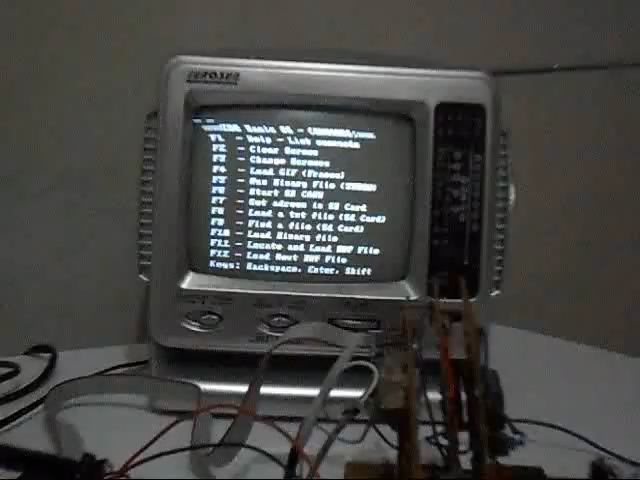 F1 - Help - List commands
F2 - Clear Screen
F3 - Change Screens
F4 - Load GIF (Frames)
F5 - Run Binary File
F6 - Start SD CARD
F7 - Set adress in SD Card
F8 - Load a txt file (Sd Card)
F9 - Find a file (Sd Card)
F10 - Load Binary file
F11 - Locate and Load BMP File
F12 - Load Next BMP File
Keys: Backspace, Enter, Shift